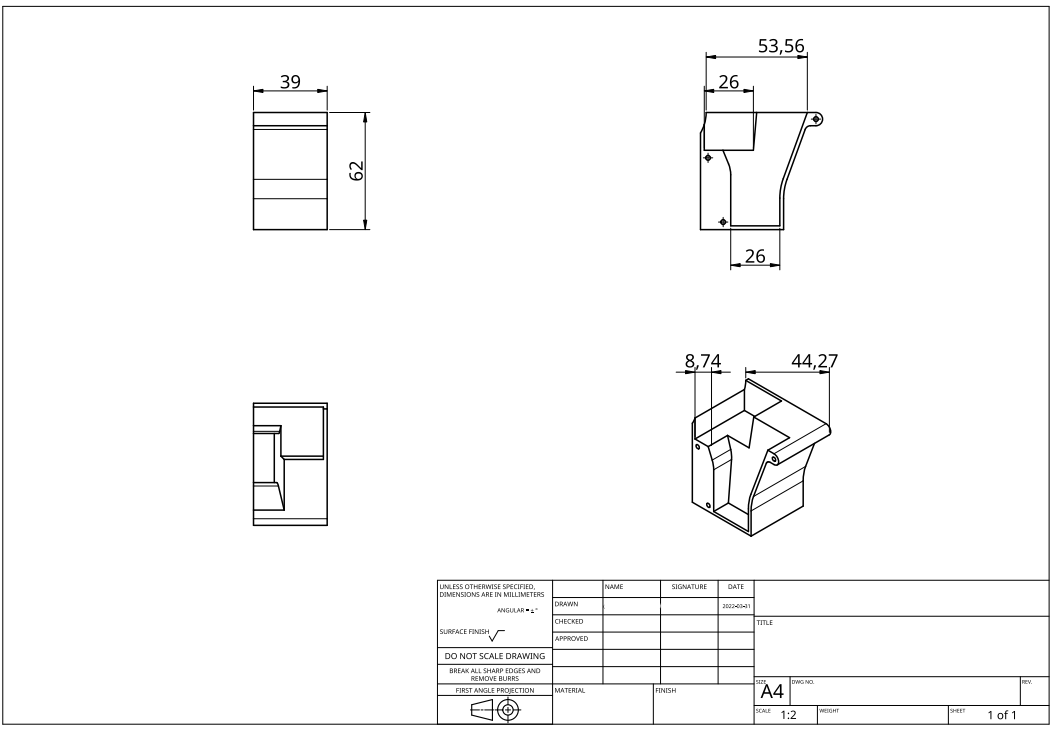 53,56
39
26
62
26
8,74
44,27
UNLESS OTHERWISE SPECIFIED,
DIMENSIONS ARE IN MILLIMETERS
ANGULAR = ± °
SURFACE FINISH
DO NOT SCALE DRAWING
BREAK ALL SHARP EDGES AND
REMOVE BURRS
FIRST ANGLE PROJECTION
NAME
SIGNATURE
DATE
DRAWN
2022-03-31
CHECKED
APPROVED
MATERIAL
FINISH
TITLE
SIZE
A4
DWG NO.
REV.
SCALE
1:2
WEIGHT
SHEET
1 of 1